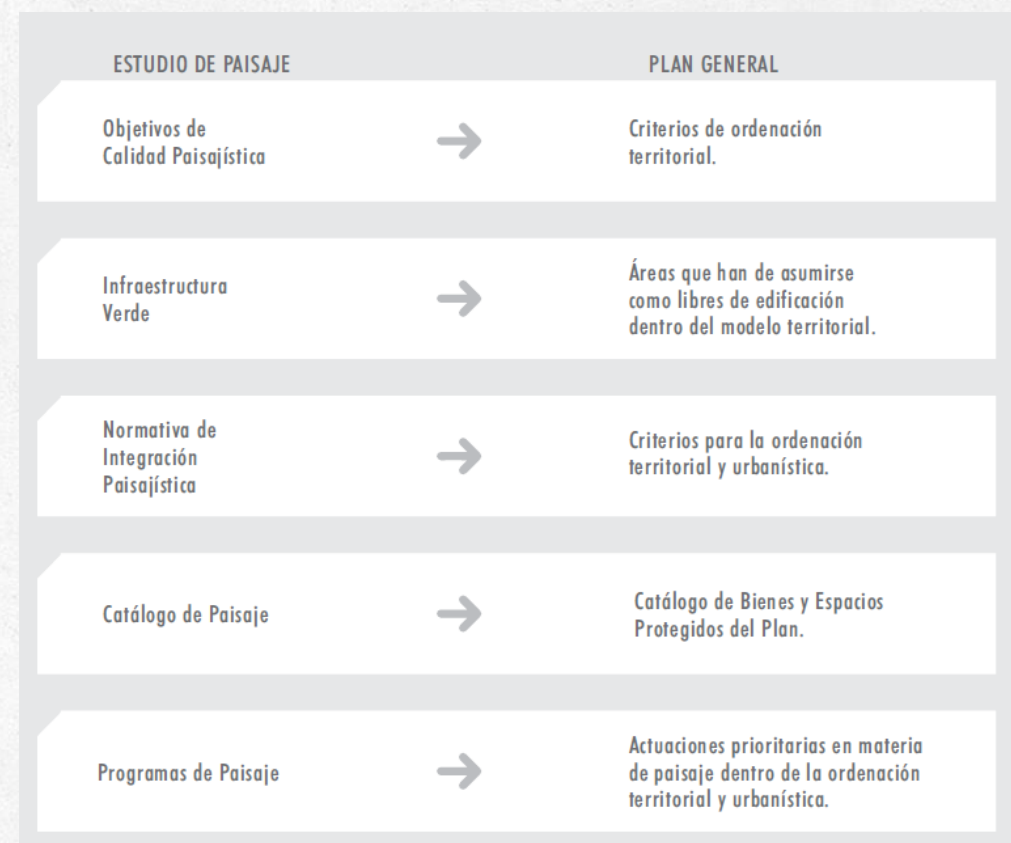 ESTUDIO DE PAISAJE
PLAN GENERAL
Objetivos de
Calidad Paisajística
Criterios de ordenación
territorial.
Infraestructura
Verde
Áreas que han de asumirse
como libres de edificación
dentro del modelo territorial.
Normativa de
Integración
Paisajística
Criterios para la ordenación
territorial y urbanística.
Catálogo de Paisaje
Catálogo de Bienes y Espacios
Protegidos del Plan.
Programas de Paisaje
Actuaciones prioritarias en materia
de paisaje dentro de la ordenación
territorial y urbanística.